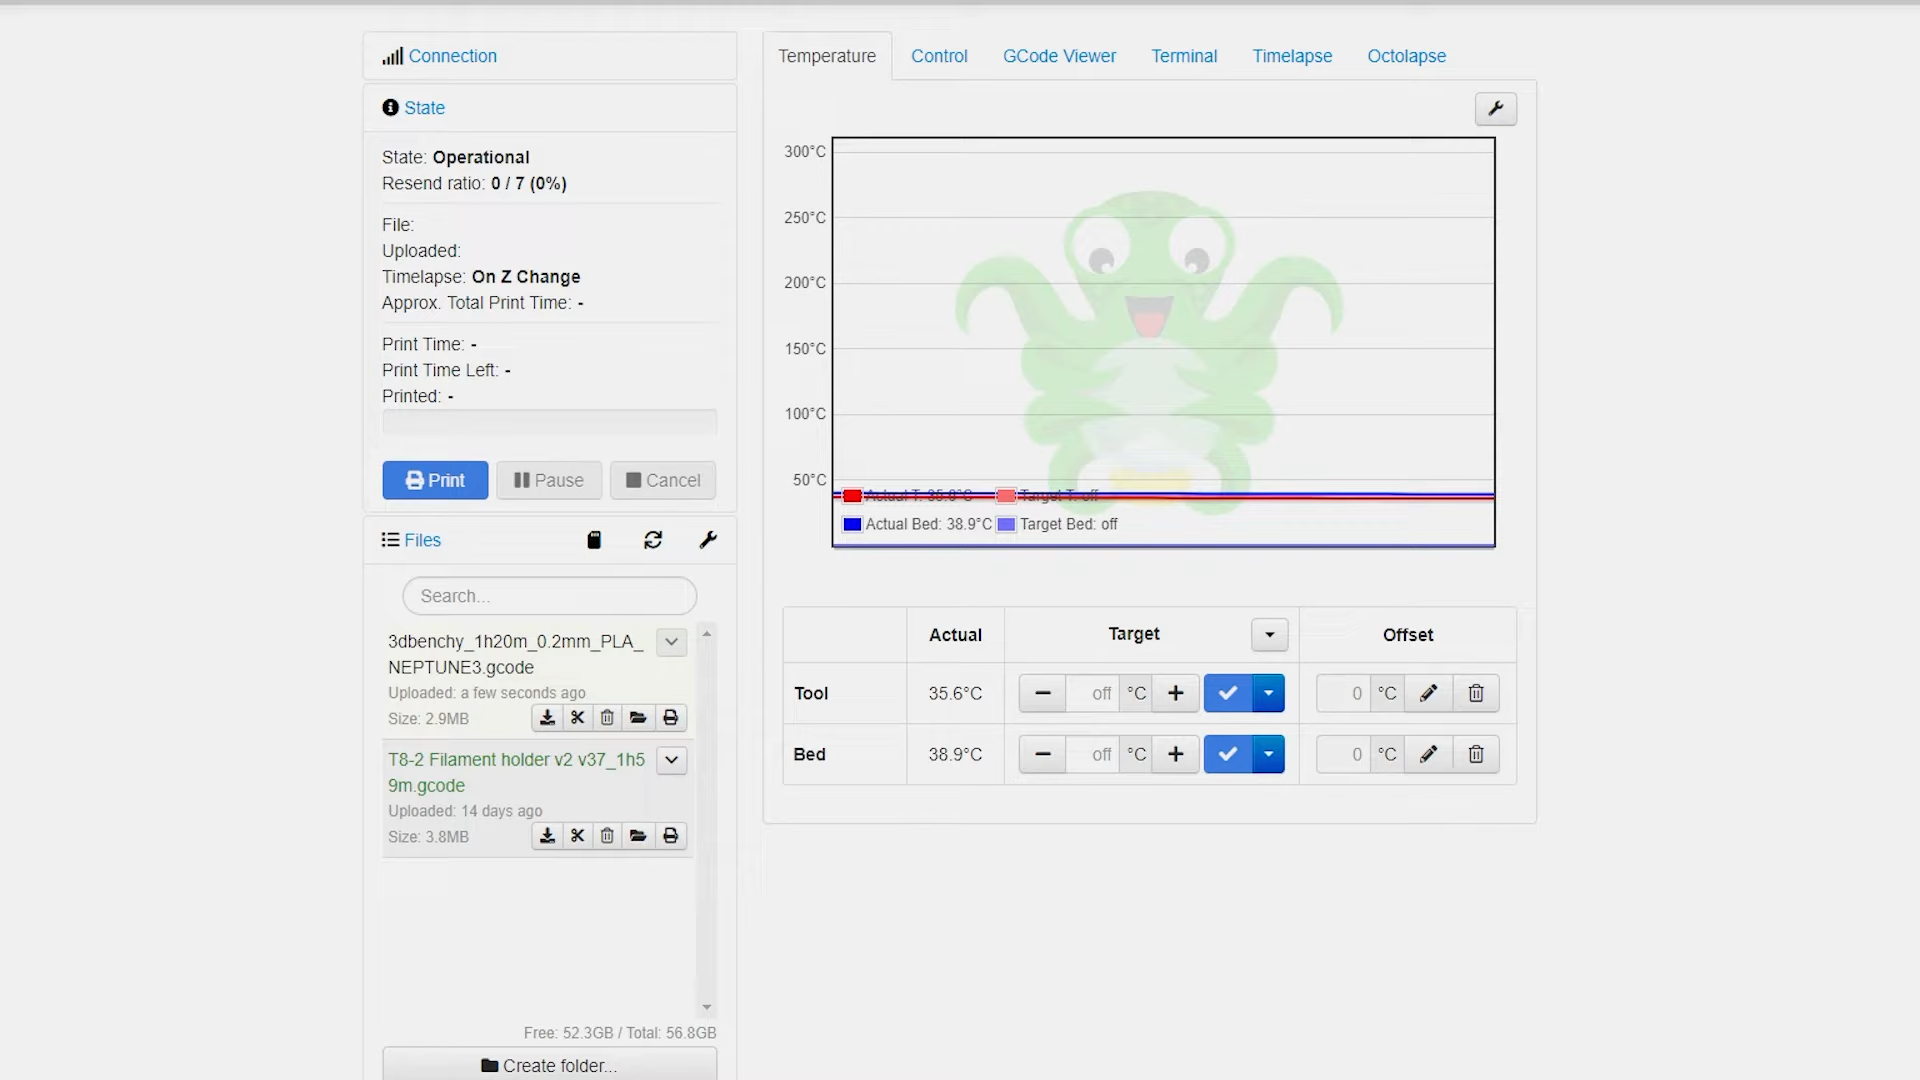 Connection
State
State: Operational
Resend ratio: 0 / 7 (0%)
File:
Uploaded:
Timelapse: On Z Change
Approx. Total Print Time: -
Print Time: -
Print Time Left: -
Printed: -
Print
Pause
Cancel
Files
Search...
3dbenchy_1h20m_0.2mm_PLA_
NEPTUNE3.gcode
Uploaded: a few seconds ago
Size: 2.9MB
T8-2 Filament holder v2 v37_1h5
9m.gcode
Uploaded: 14 days ago
Size: 3.8MB
Free: 52.3GB / Total: 56.8GB
Create folder...
Temperature
Control
GCode Viewer
Terminal
Timelapse
Octolapse
300°C
250°C
200°C
150°C
100°C
50°C
Actual T: Target T: off
Actual Bed: 38.9°C Target Bed: off
Actual Target Offset
Tool 35.6°C off °C 0 °C
Bed 38.9°C off °C 0 °C